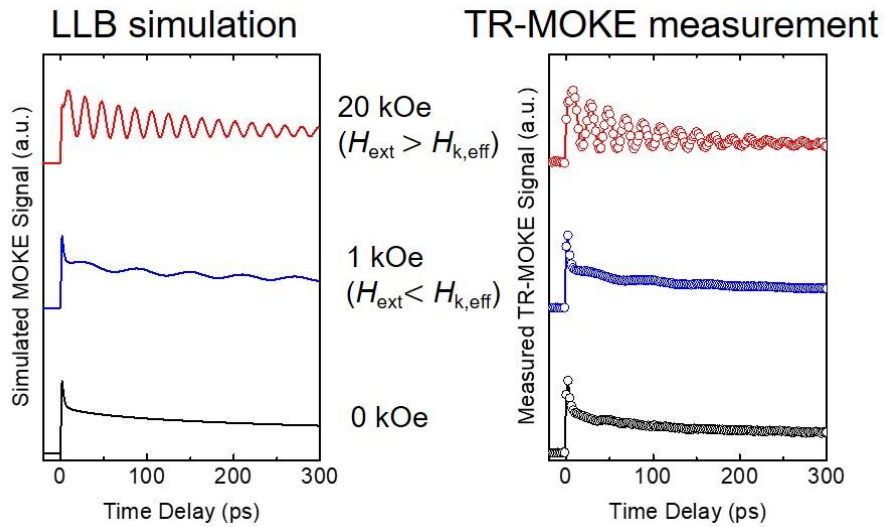 LLB simulation
TR-MOKE measurement
Simulated MOKE Signal (a.u.)
20 kOe
(Hext > Hk,eff)
1 kOe
(Hext < Hk,eff)
0 kOe
0 100 200 300
Time Delay (ps)
Measured TR-MOKE Signal (a.u.)
0 100 200 300
Time Delay (ps)